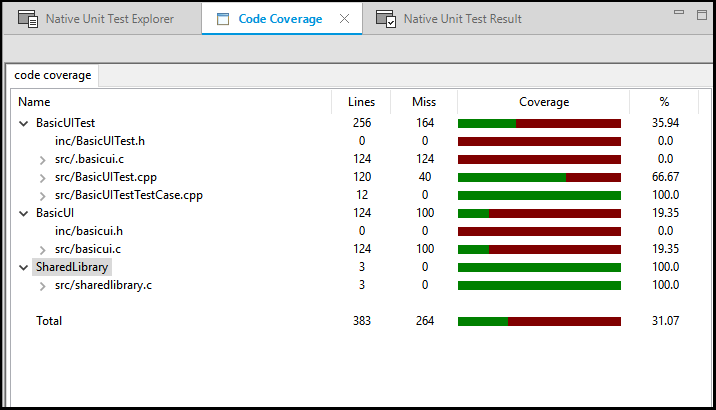 Native Unit Test Explorer Code Coverage Native Unit Test Result
code coverage
Name Lines Miss Coverage %
BasicUITest 256 164 35.94
inc/BasicUITest.h 0 0 0.0
src/.basicui.c 124 124 0.0
src/BasicUITest.cpp 120 40 66.67
src/BasicUITestTestCase.cpp 12 0 100.0
BasicUI 124 100 19.35
inc/basicui.h 0 0 0.0
src/basicui.c 124 100 19.35
SharedLibrary 3 0 100.0
src/sharedlibrary.c 3 0 100.0
Total 383 264 31.07